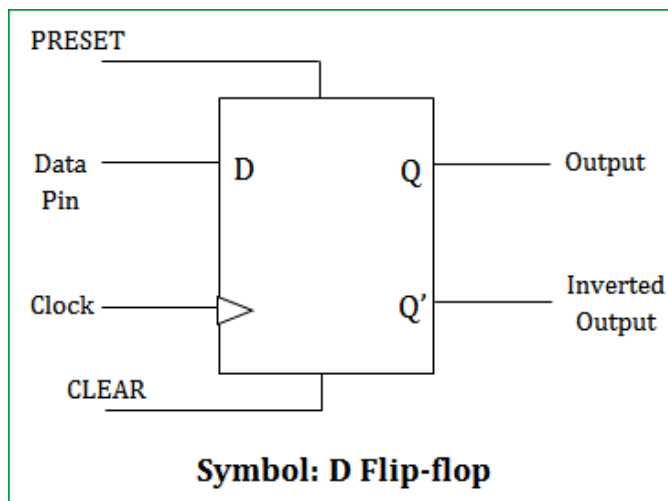 PRESET
Data
Pin
D
Q
Output
Clock
Q’
Inverted
Output
CLEAR
Symbol: D Flip-flop